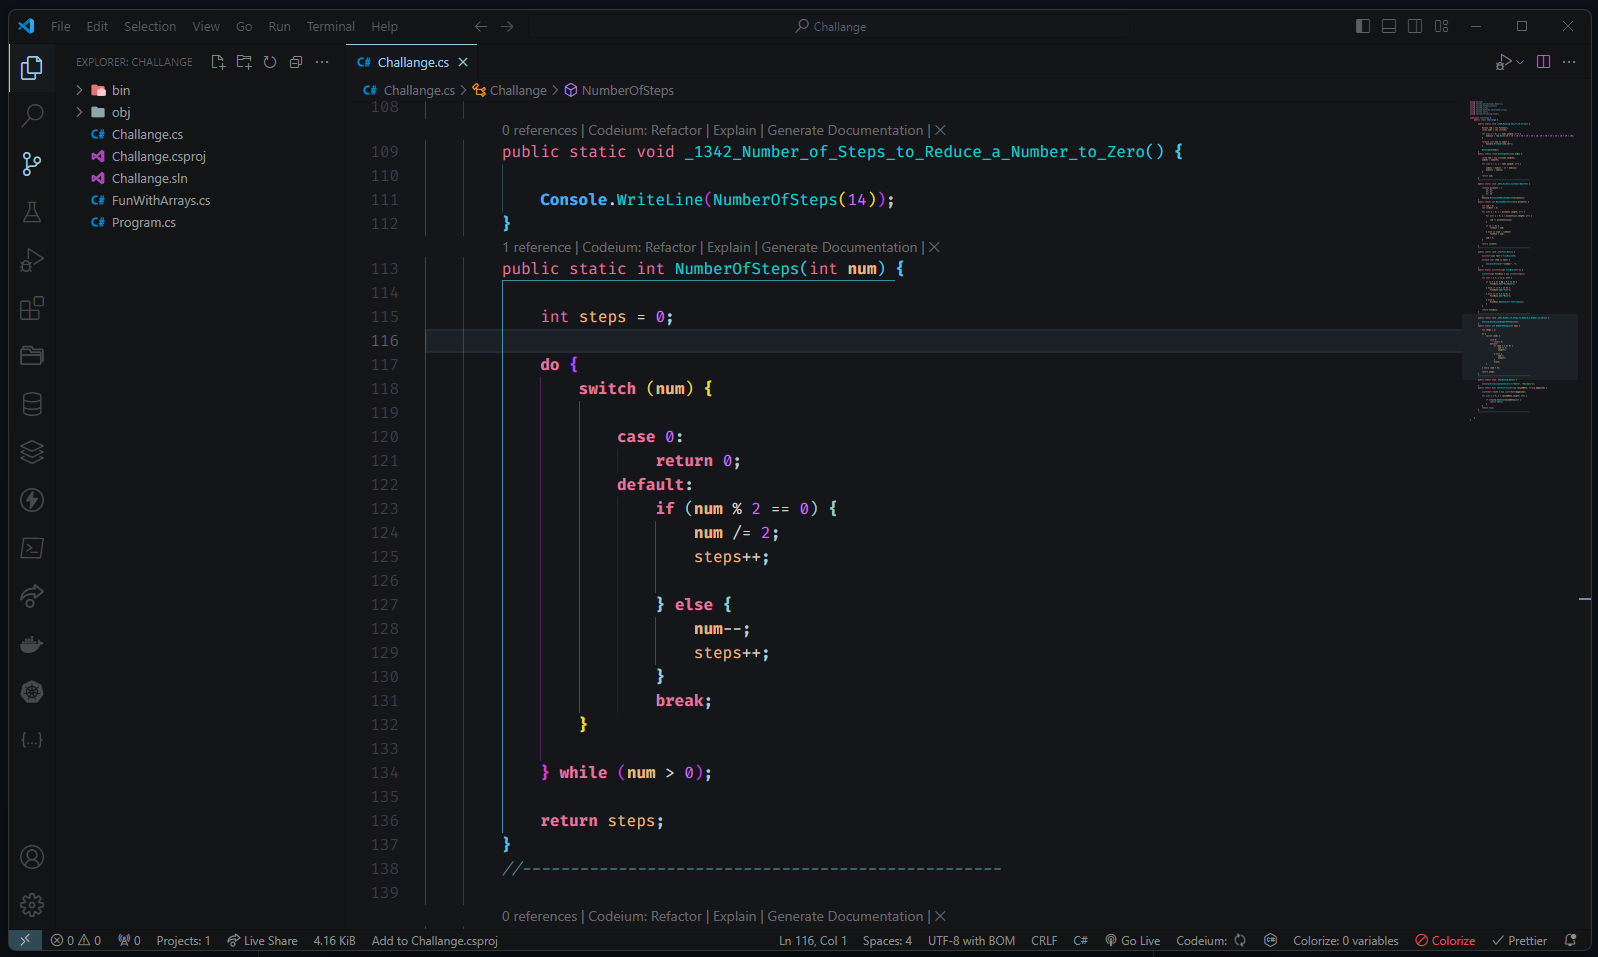 File Edit Selection View Go Run Terminal Help
Challange
EXPLORER: CHALLANGE
bin
obj
C# Challange.cs
Challange.csproj
Challange.sln
C# FunWithArrays.cs
C# Program.cs
C# Challange.cs
C# Challange.cs > Challange > NumberOfSteps
108
0 references | Codeium: Refactor | Explain | Generate Documentation | ×
109 public static void _1342_Number_of_Steps_to_Reduce_a_Number_to_Zero() {
110
111 Console.WriteLine(NumberOfSteps(14));
112 }
1 reference | Codeium: Refactor | Explain | Generate Documentation | ×
113 public static int NumberOfSteps(int num) {
114
115 int steps = 0;
116
117 do {
118 switch (num) {
119
120 case 0:
121 return 0;
122 default:
123 if (num % 2 == 0) {
124 num /= 2;
125 steps++;
126
127 } else {
128 num--;
129 steps++;
130 }
131 break;
132 }
133
134 } while (num > 0);
135
136 return steps;
137 }
138 //--------------------------------------------------
139
0 references | Codeium: Refactor | Explain | Generate Documentation | ×
0 0 0 Projects: 1 Live Share 4.16 KiB Add to Challange.csproj Ln 116, Col 1 Spaces: 4 UTF-8 with BOM CRLF C# Go Live Codeium: Colorize: 0 variables Colorize Prettier